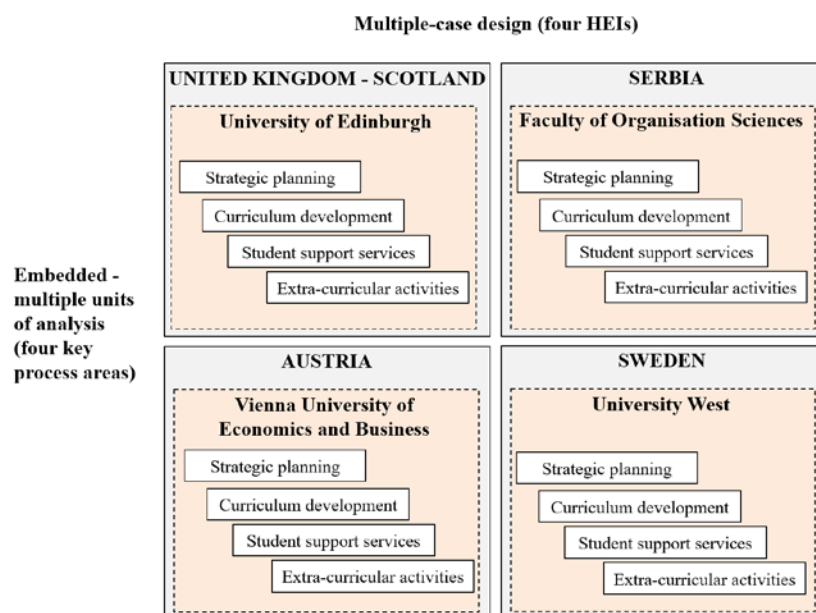 Multiple-case design (four HEIs)
UNITED KINGDOM - SCOTLAND
University of Edinburgh
Strategic planning
Curriculum development
Student support services
Extra-curricular activities
SERBIA
Faculty of Organisation Sciences
Strategic planning
Curriculum development
Student support services
Extra-curricular activities
Embedded -
multiple units
of analysis
(four key
process areas)
AUSTRIA
Vienna University of
Economics and Business
Strategic planning
Curriculum development
Student support services
Extra-curricular activities
SWEDEN
University West
Strategic planning
Curriculum development
Student support services
Extra-curricular activities